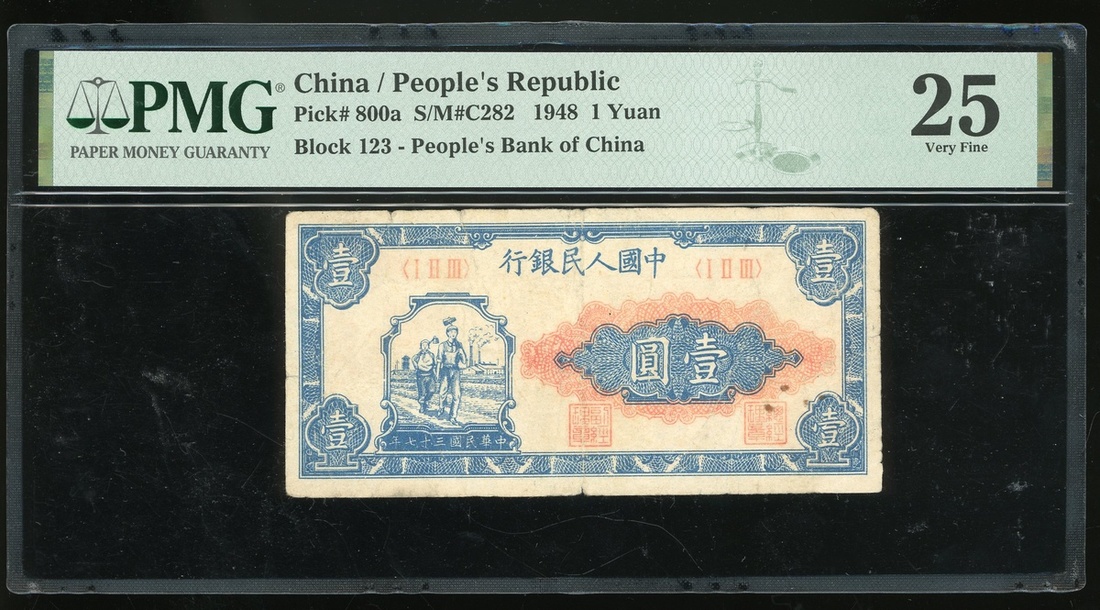 PMG®
PAPER MONEY GUARANTY
China / People's Republic
Pick# 800a S/M#C282 1948 1 Yuan
Block 123 - People's Bank of China
25
Very Fine
壹
〈I II III〉
行銀民人國中
〈I II III〉
壹
圓壹
壹
年七十三國民華中
壹